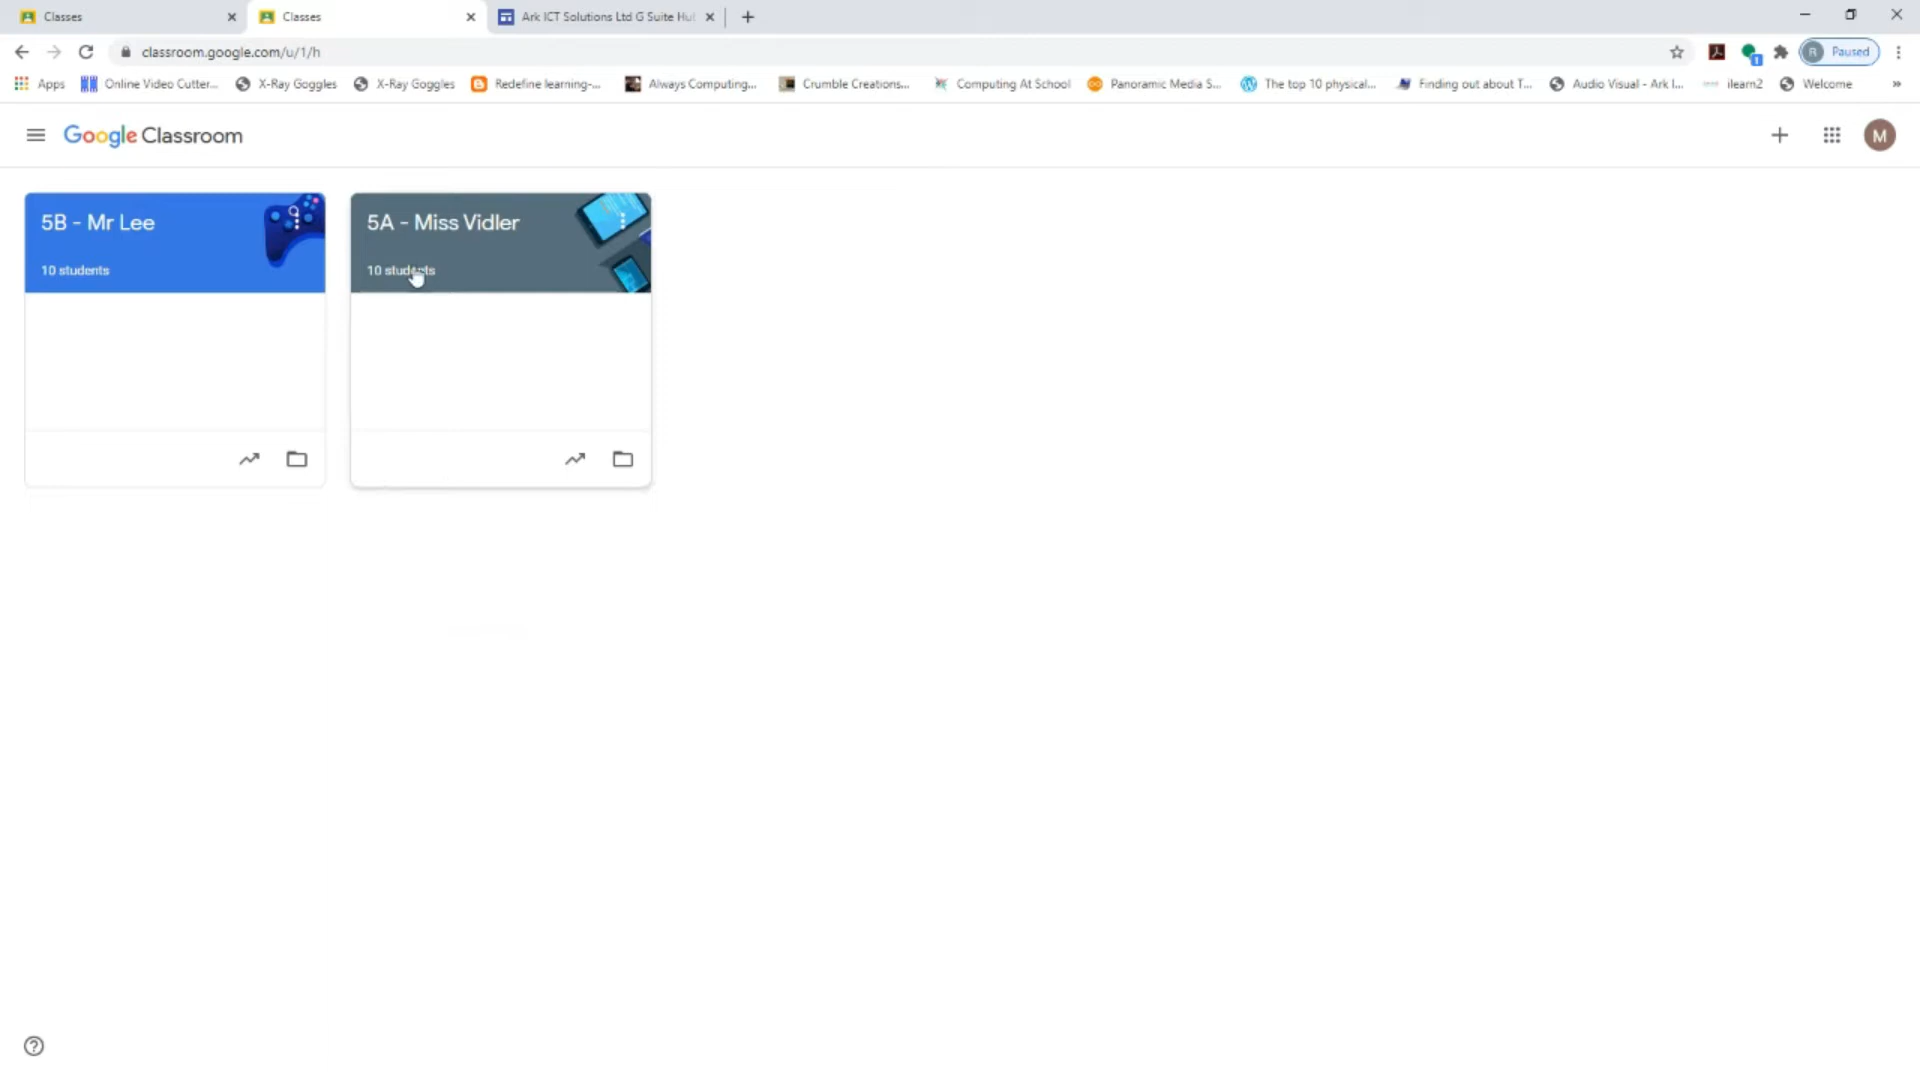 Classes
Classes
Ark ICT Solutions Ltd G Suite Hu
classroom.google.com/u/1/h
R Paused
Apps
Online Video Cutter...
X-Ray Goggles
X-Ray Goggles
Redefine learning-...
Always Computing...
Crumble Creations...
Computing At School
Panoramic Media S...
The top 10 physical...
Finding out about T...
Audio Visual - Ark I...
ilearn2
Welcome
»
Google Classroom
M
5B - Mr Lee
10 students
5A - Miss Vidler
10 students